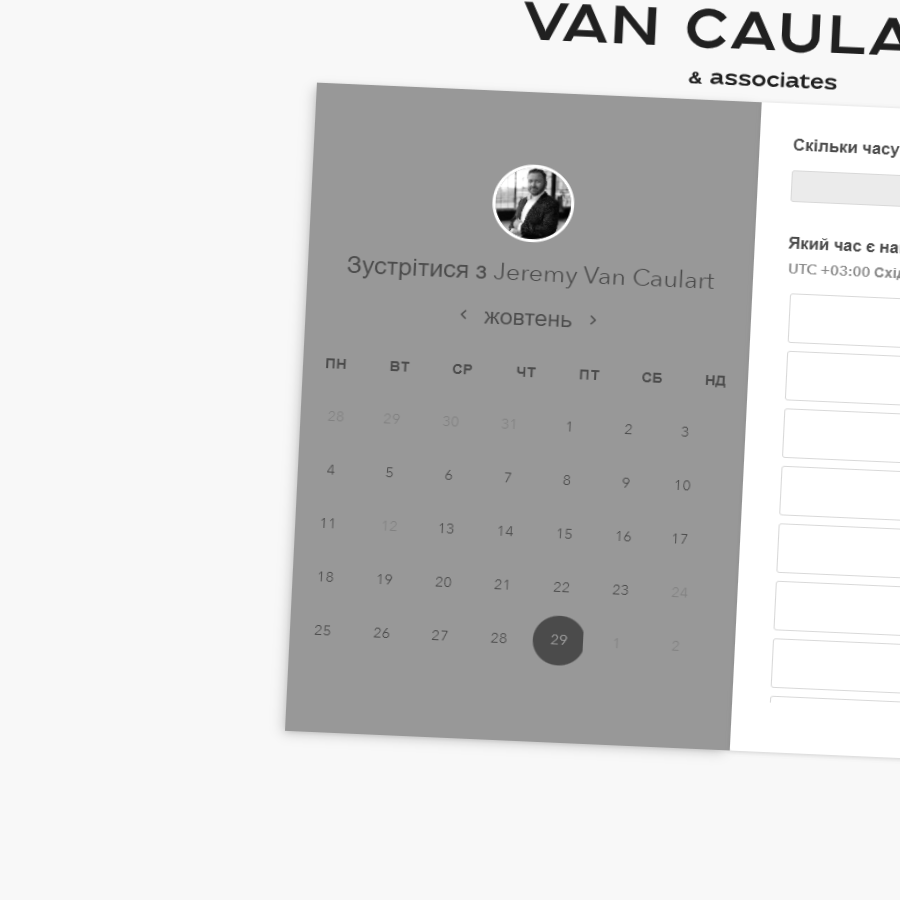 VAN CAULA
& associates
Зустрітися з Jeremy Van Caulart
‹ жовтень ›
ПН ВТ СР ЧТ ПТ СБ НД
28 29 30 31 1 2 3
4 5 6 7 8 9 10
11 12 13 14 15 16 17
18 19 20 21 22 23 24
25 26 27 28 29 1 2
Скільки часу
Який час є
UTC +03:00